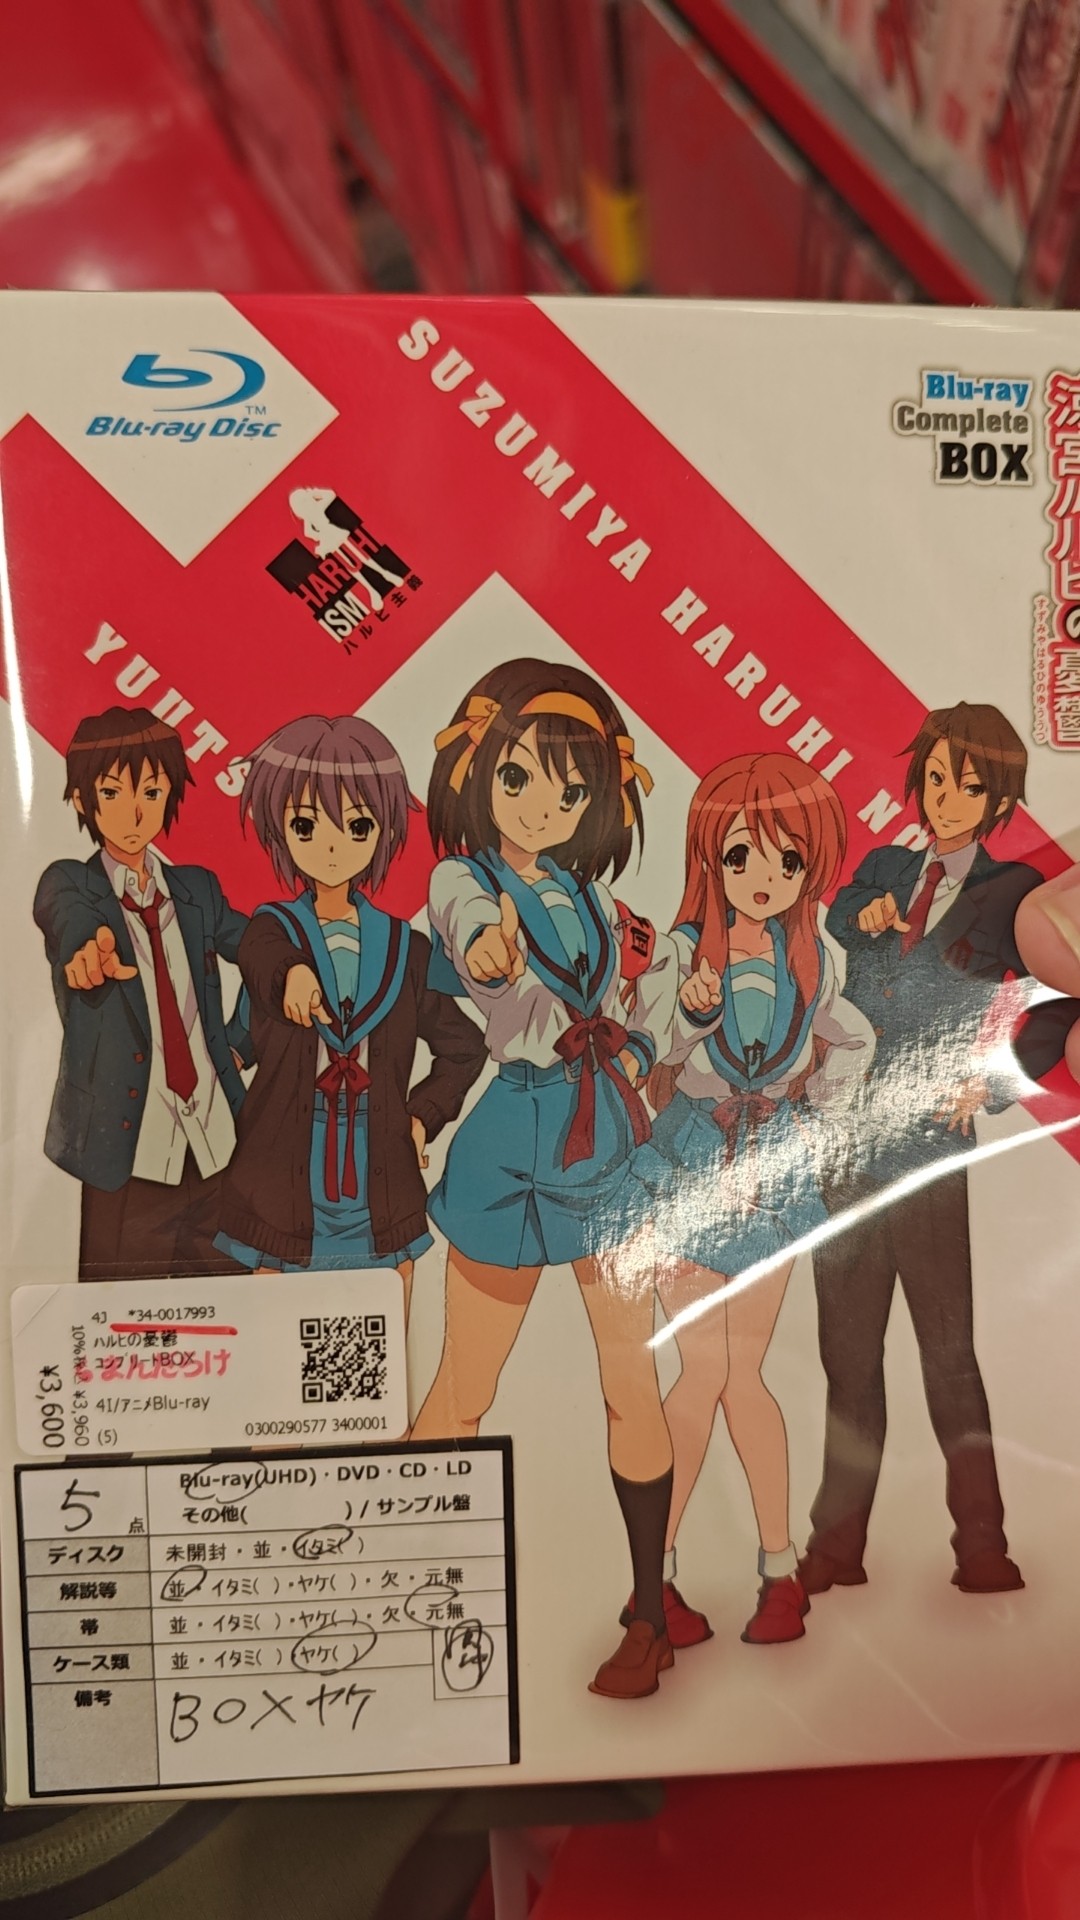 Blu-ray Disc
TM
SUZUMIYA HARUHI NO
YUUTS
HARUHI
ISM
ハルヒ主義
Blu-ray
Complete
BOX
涼宮ハルヒの憂鬱
すずみやはるひのゆううつ
団
4J *34-0017993
ハルヒの憂鬱
コンプリートBOX
まんだらけ
4I/アニメBlu-ray
(5)
0300290577 3400001
¥3,960
¥3,600
5点
Blu-ray(UHD)・DVD・CD・LD
その他( )/サンプル盤
ディスク 未開封・並・イタミ( )
解説等 並・イタミ( )・ヤケ( )・欠・元無
帯 並・イタミ( )・ヤケ( )・欠・元無
ケース類 並・イタミ( )・ヤケ( )
備考 BOXヤケ